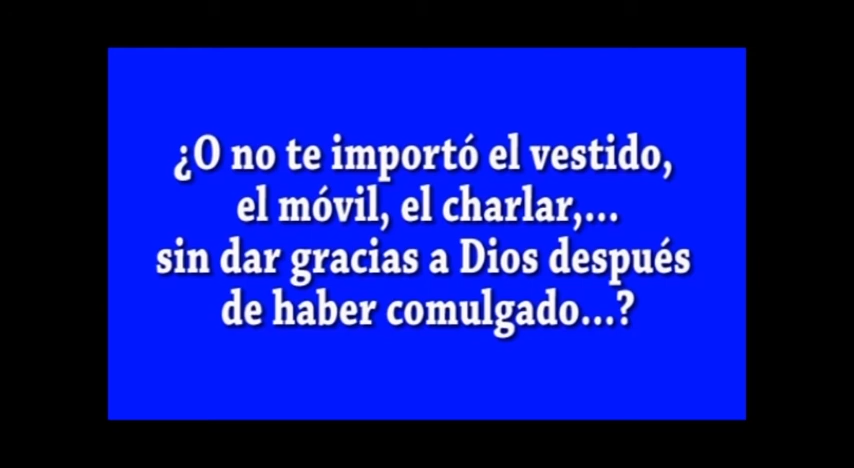 ¿O no te importó el vestido,
el móvil, el charlar,...
sin dar gracias a Dios después
de haber comulgado...?